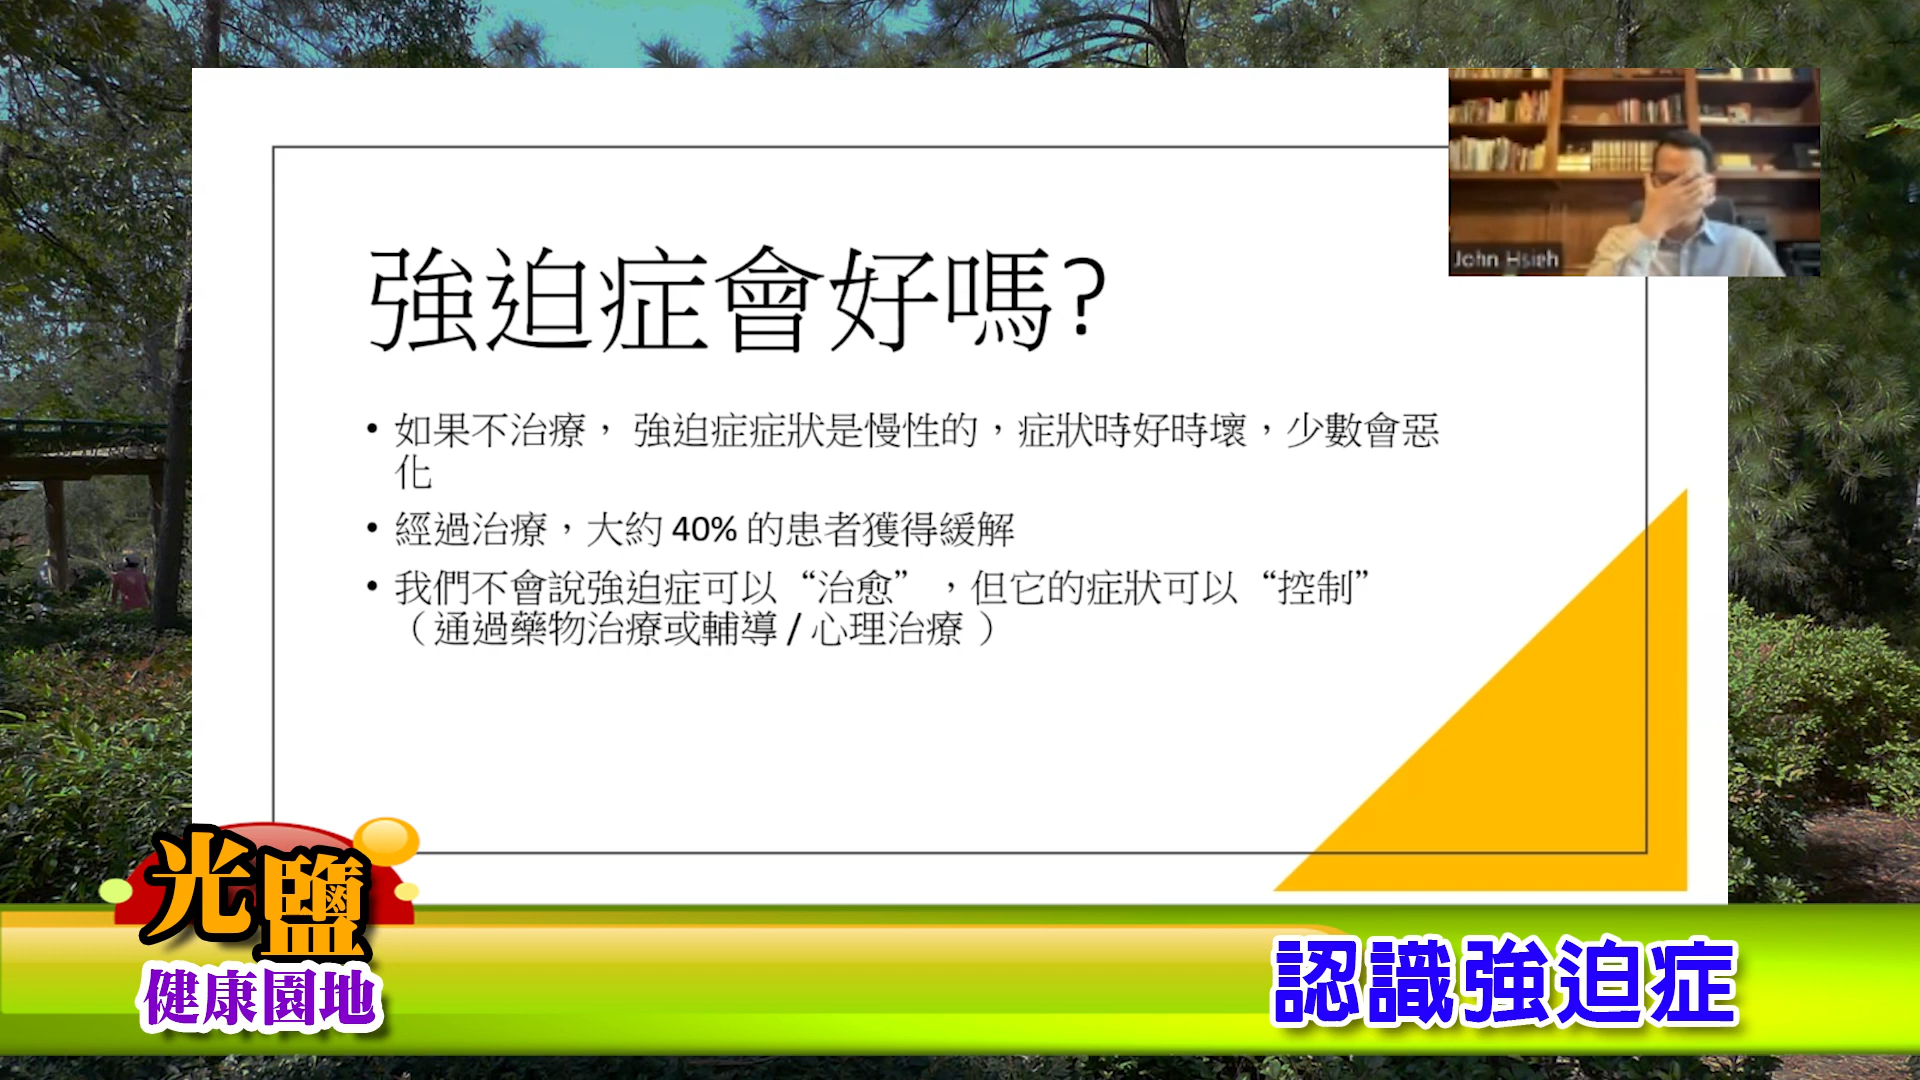 John Hsieh
強迫症會好嗎?
• 如果不治療，強迫症症狀是慢性的，症狀時好時壞，少數會惡
化
• 經過治療，大約 40% 的患者獲得緩解
• 我們不會說強迫症可以“治愈”，但它的症狀可以“控制”
（通過藥物治療或輔導 / 心理治療 ）
光鹽
健康園地
認識強迫症